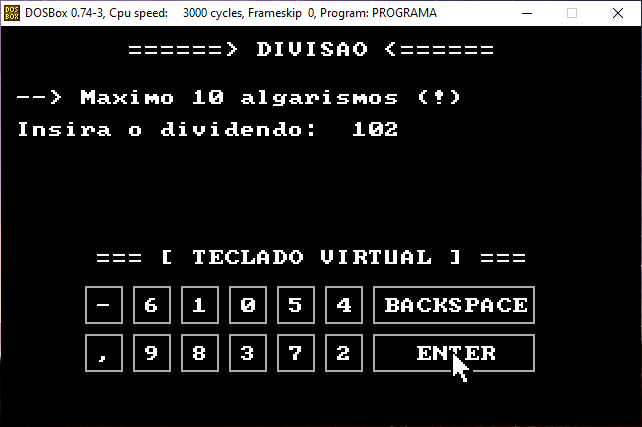 DOSBox 0.74-3, Cpu speed: 3000 cycles, Frameskip 0, Program: PROGRAMA
======> DIVISAO <======
--> Maximo 10 algarismos (!)
Insira o dividendo: 102
=== [ TECLADO VIRTUAL ] ===
- 6 1 0 5 4 BACKSPACE
, 9 8 3 7 2 ENTER